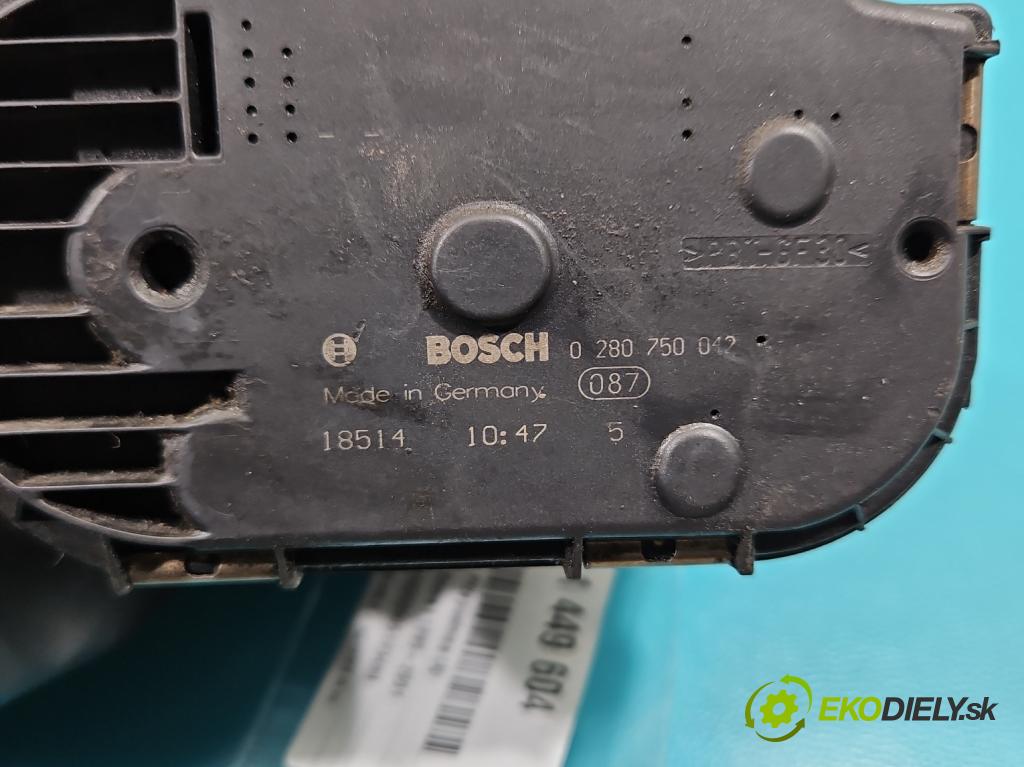 >PBT-GF30<
BOSCH 0 280 750 042
Made in Germany 087
18514 10:47 5
449 604
EKODIELY.sk